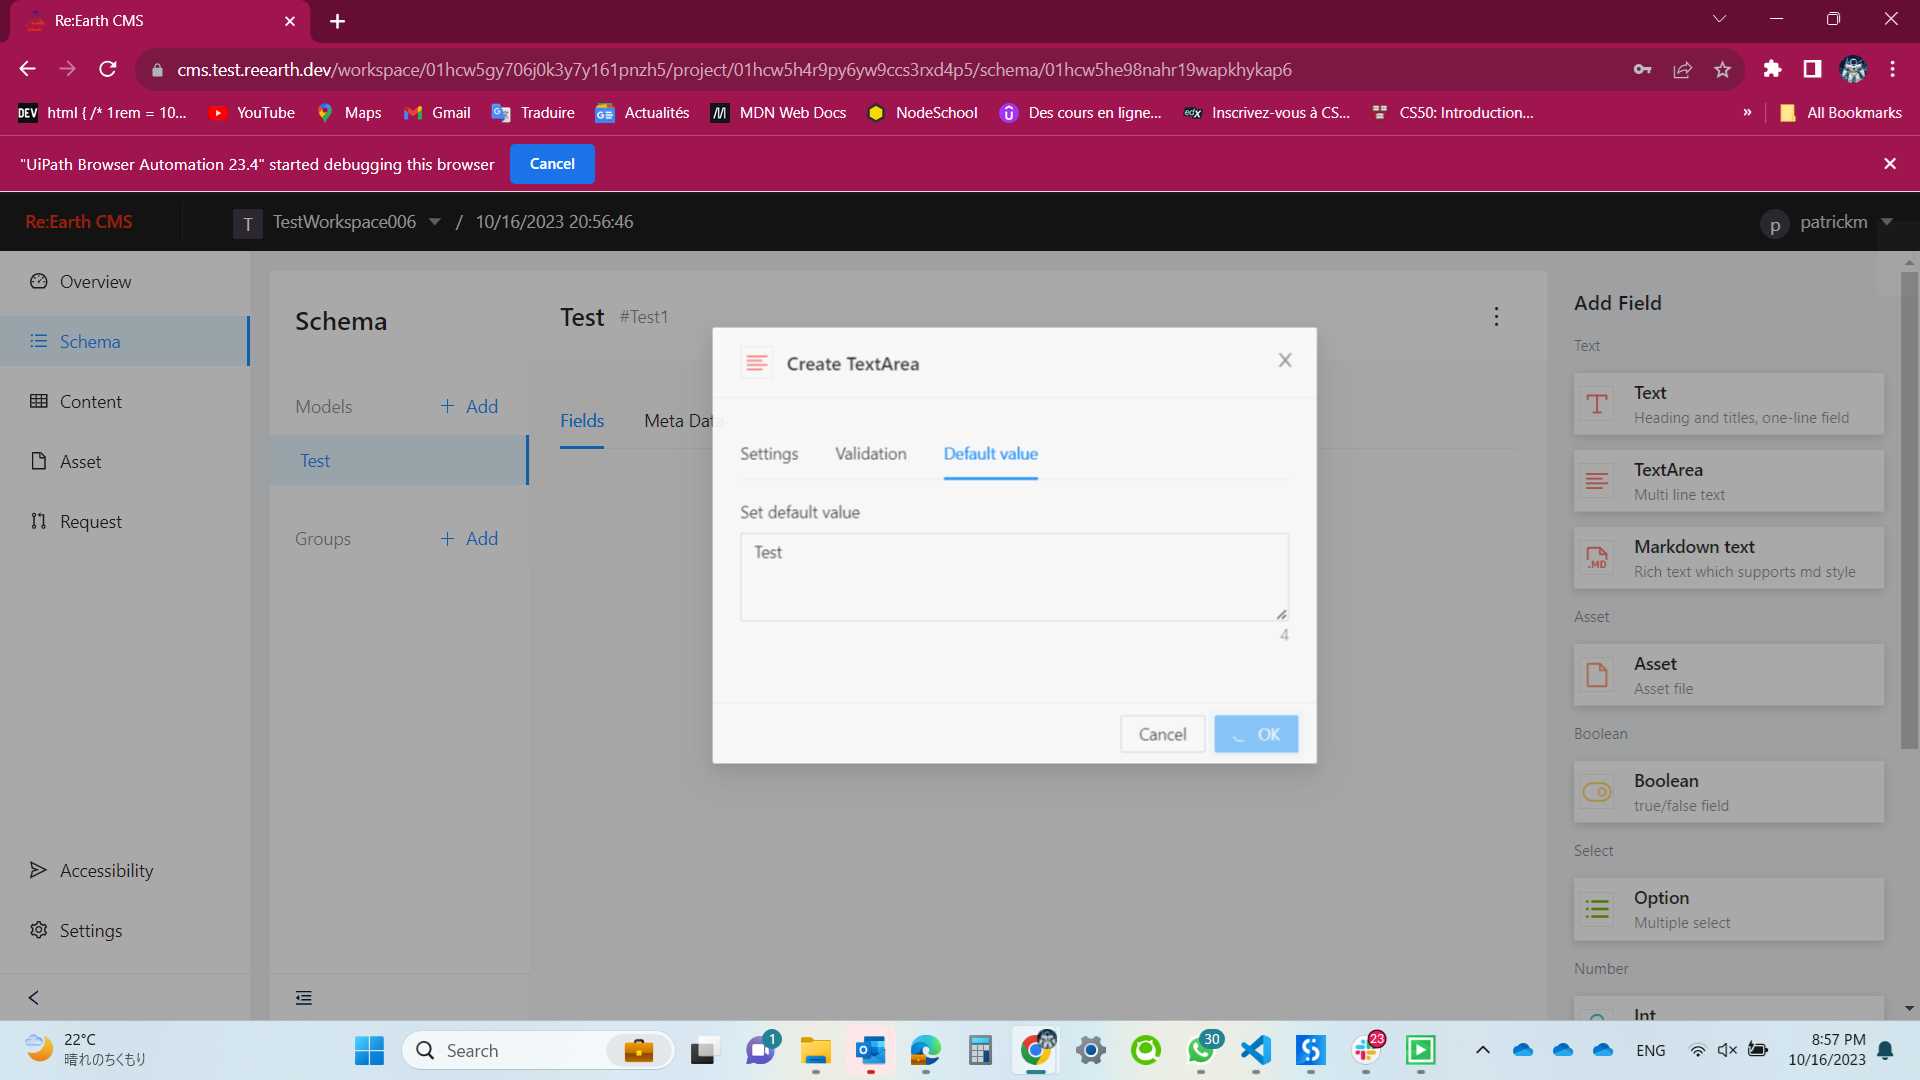 Re:Earth CMS
cms.test.reearth.dev/workspace/01hcw5gy706j0k3y7y161pnzh5/project/01hcw5h4r9py6yw9ccs3rxd4p5/schema/01hcw5he98nahr19wapkhykap6
DEV html { /* 1rem = 10... YouTube Maps Gmail Traduire Actualités MDN Web Docs NodeSchool Des cours en ligne... edX Inscrivez-vous à CS... CS50: Introduction... » All Bookmarks
"UiPath Browser Automation 23.4" started debugging this browser Cancel
Re:Earth CMS T TestWorkspace006 / 10/16/2023 20:56:46 p patrickm
Overview
Schema
Content
Asset
Request
Accessibility
Settings
Schema
Models + Add
Test
Groups + Add
Test #Test1
Fields Meta Data
Create TextArea
Settings Validation Default value
Set default value
Test
4
Cancel OK
Add Field
Text
Text
Heading and titles, one-line field
TextArea
Multi line text
Markdown text
.MD
Rich text which supports md style
Asset
Asset
Asset file
Boolean
Boolean
true/false field
Select
Option
Multiple select
Number
Int
22°C
晴れのちくもり
Search
1
30
23
ENG
8:57 PM
10/16/2023